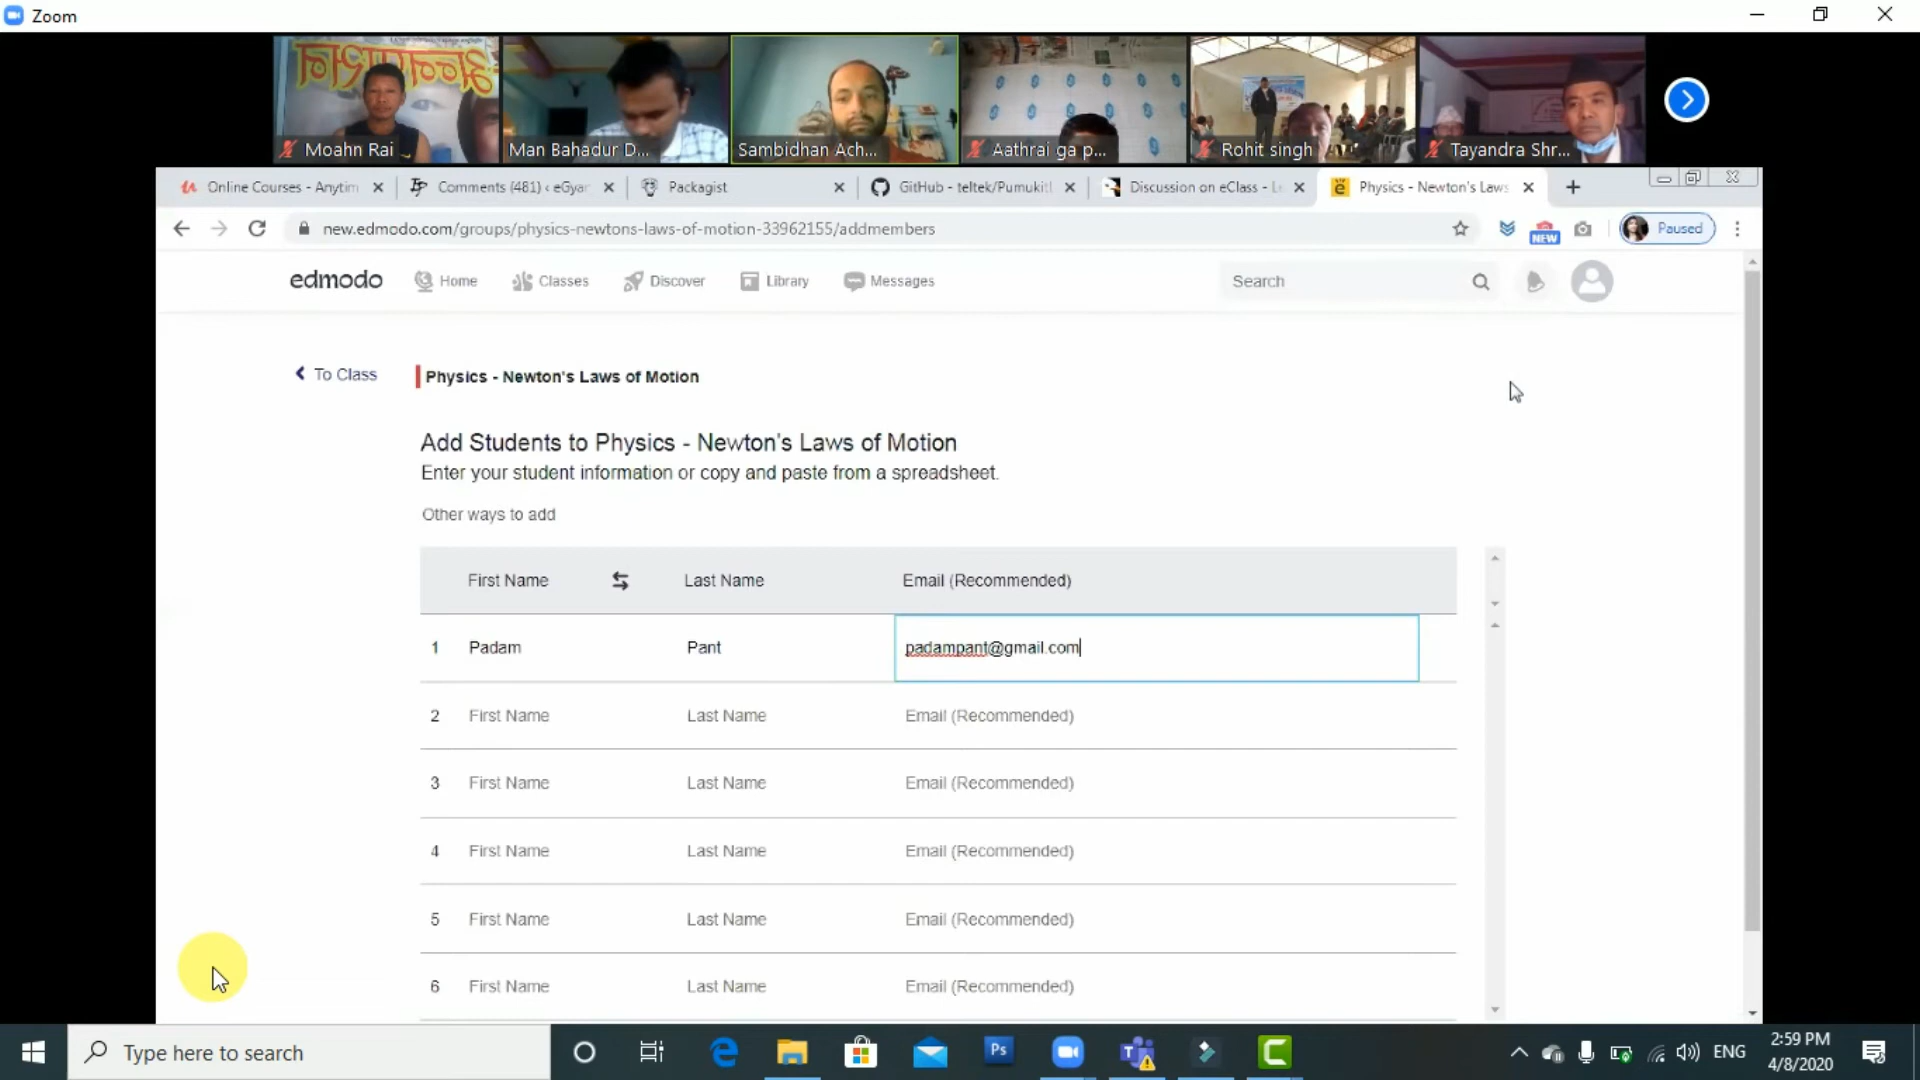 Zoom
Moahn Rai
Man Bahadur D...
Sambidhan Ach...
Aathrai ga p...
Rohit singh
Tayandra Shr...
Online Courses - Anytim
Comments (481) ‹ eGyar
Packagist
GitHub - teltek/Pumukit
Discussion on eClass - Le
Physics - Newton's Laws
new.edmodo.com/groups/physics-newtons-laws-of-motion-33962155/addmembers
NEW
Paused
edmodo
Home
Classes
Discover
Library
Messages
Search
To Class
Physics - Newton's Laws of Motion
Add Students to Physics - Newton's Laws of Motion
Enter your student information or copy and paste from a spreadsheet.
Other ways to add
First Name Last Name Email (Recommended)
1 Padam Pant padampant@gmail.com
2 First Name Last Name Email (Recommended)
3 First Name Last Name Email (Recommended)
4 First Name Last Name Email (Recommended)
5 First Name Last Name Email (Recommended)
6 First Name Last Name Email (Recommended)
Type here to search
Ps
ENG
2:59 PM
4/8/2020